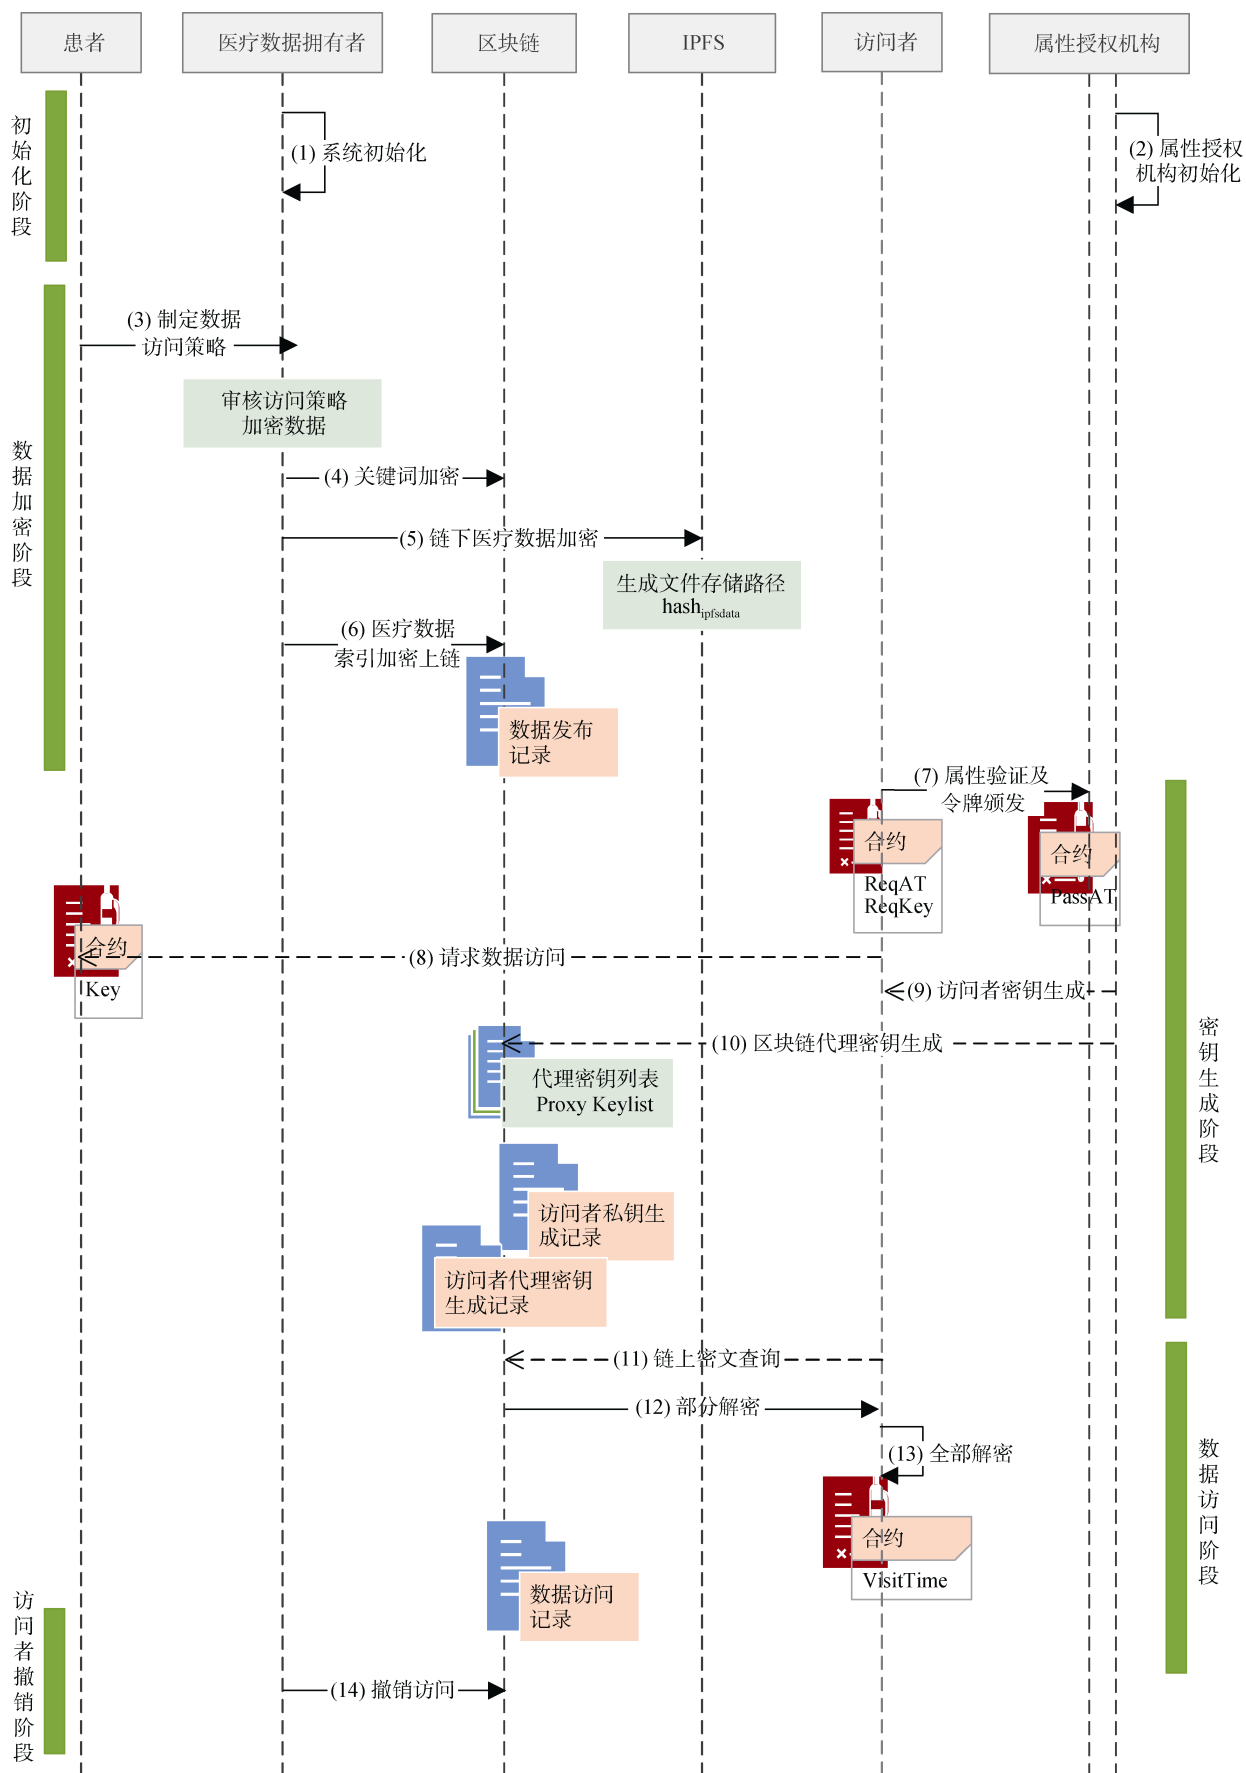 患者
医疗数据拥有者
区块链
IPFS
访问者
属性授权机构
初始化阶段
(1) 系统初始化
(2) 属性授权
机构初始化
数据加密阶段
(3) 制定数据
访问策略
审核访问策略
加密数据
(4) 关键词加密
(5) 链下医疗数据加密
生成文件存储路径
hash ipfsdata
(6) 医疗数据
索引加密上链
数据发布
记录
密钥生成阶段
(7) 属性验证及
令牌颁发
合约
ReqAT
ReqKey
合约
PassAT
合约
Key
(8) 请求数据访问
(9) 访问者密钥生成
(10) 区块链代理密钥生成
代理密钥列表
Proxy Keylist
访问者私钥生
成记录
访问者代理密钥
生成记录
数据访问阶段
(11) 链上密文查询
(12) 部分解密
(13) 全部解密
合约
VisitTime
数据访问
记录
访问者撤销阶段
(14) 撤销访问